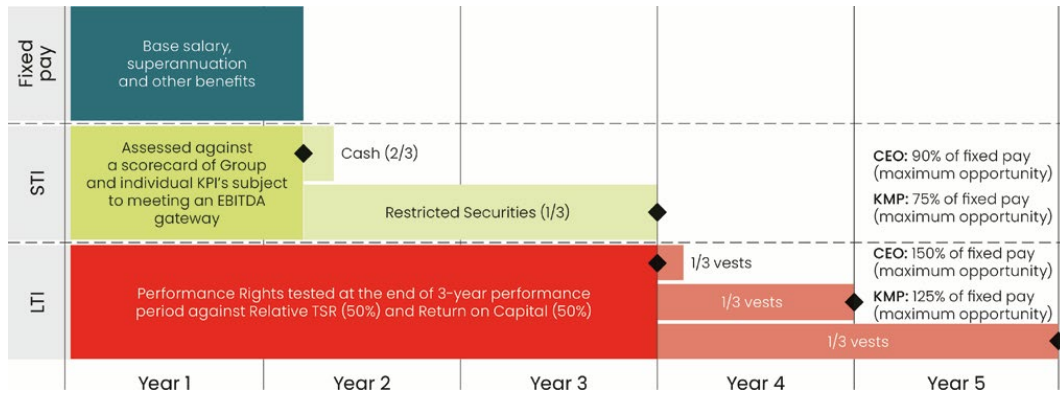 Fixed
pay
Base salary,
superannuation
and other benefits
STI
Assessed against
a scorecard of Group
and individual KPI's subject
to meeting an EBITDA
gateway
Cash (2/3)
Restricted Securities (1/3)
CEO: 90% of fixed pay
(maximum opportunity)
KMP: 75% of fixed pay
(maximum opportunity)
LTI
Performance Rights tested at the end of 3-year performance
period against Relative TSR (50%) and Return on Capital (50%)
1/3 vests
1/3 vests
1/3 vests
CEO: 150% of fixed pay
(maximum opportunity)
KMP: 125% of fixed pay
(maximum opportunity)
Year 1
Year 2
Year 3
Year 4
Year 5